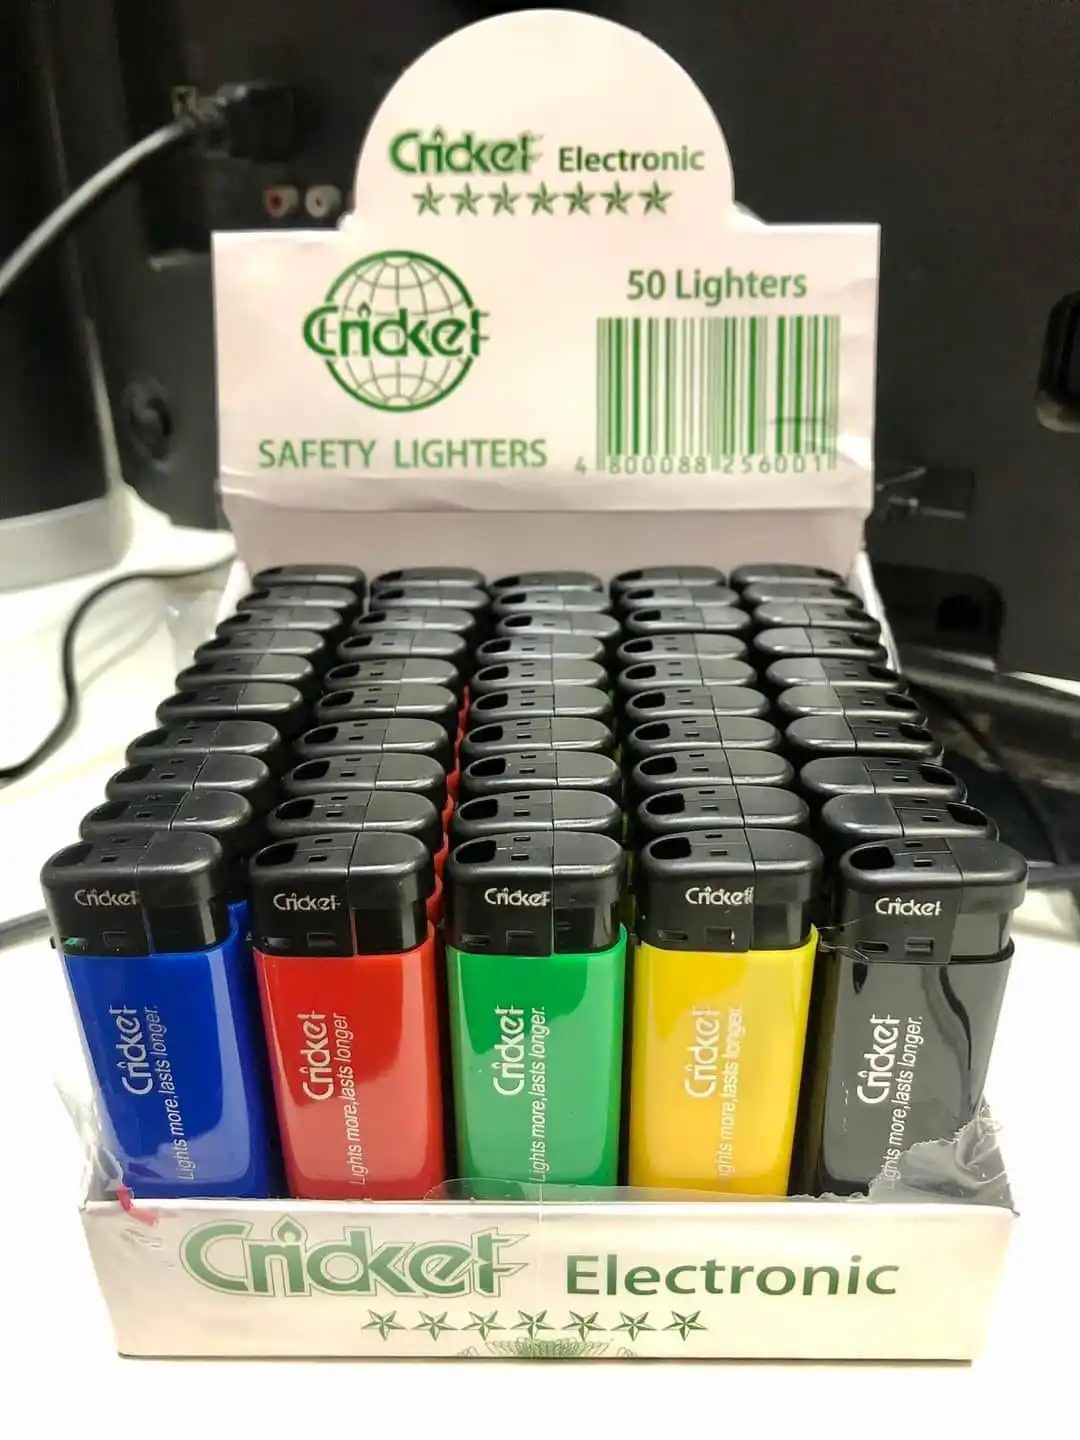 Cricket Electronic
Cricket
50 Lighters
SAFETY LIGHTERS
4 800088 256001
Cricket
Cricket
Cricket
Cricket
Cricket
Cricket
Lights more,lasts longer.
Cricket
Lights more,lasts longer
Cricket
Lights more,lasts longer.
Cricket
Lights more,lasts longer.
Cricket
Lights more,lasts longer.
Cricket Electronic